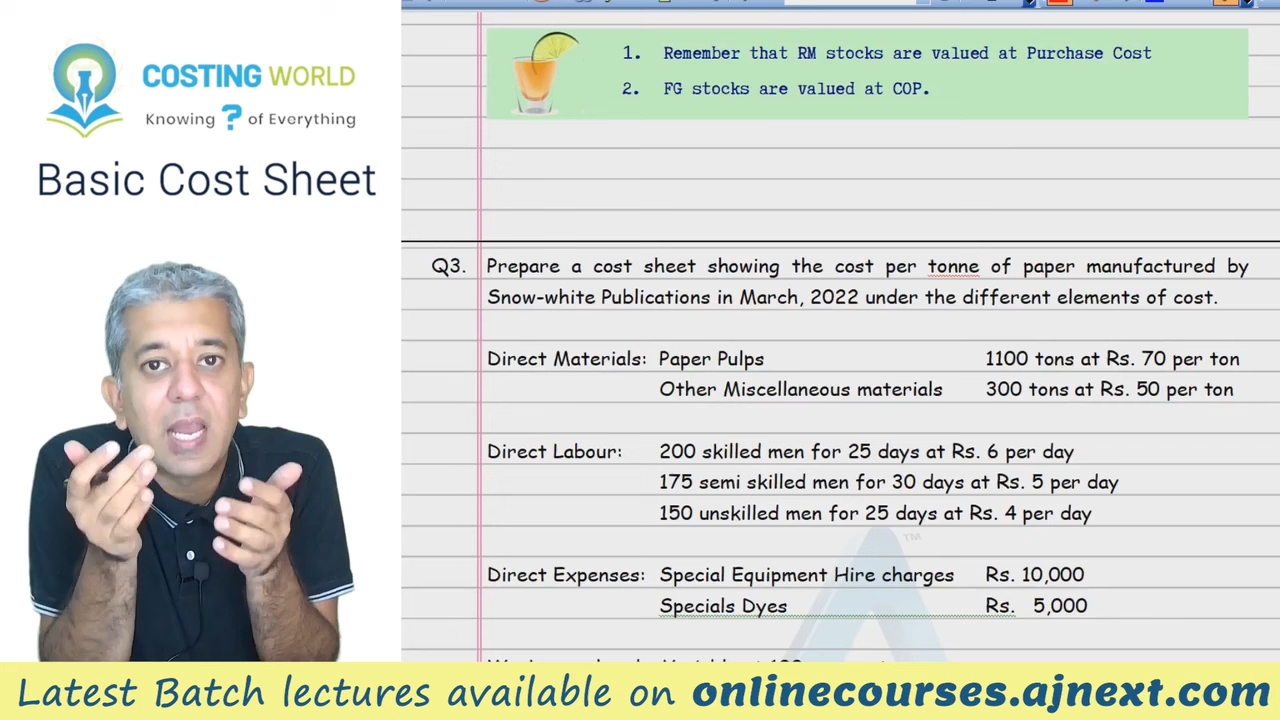 COSTING WORLD
Knowing ? of Everything
Basic Cost Sheet
1. Remember that RM stocks are valued at Purchase Cost
2. FG stocks are valued at COP.
Q3. Prepare a cost sheet showing the cost per tonne of paper manufactured by
Snow-white Publications in March, 2022 under the different elements of cost.
Direct Materials: Paper Pulps 1100 tons at Rs. 70 per ton
Other Miscellaneous materials 300 tons at Rs. 50 per ton
Direct Labour: 200 skilled men for 25 days at Rs. 6 per day
175 semi skilled men for 30 days at Rs. 5 per day
150 unskilled men for 25 days at Rs. 4 per day
TM
Direct Expenses: Special Equipment Hire charges Rs. 10,000
Specials Dyes Rs. 5,000
Latest Batch lectures available on onlinecourses.ajnext.com